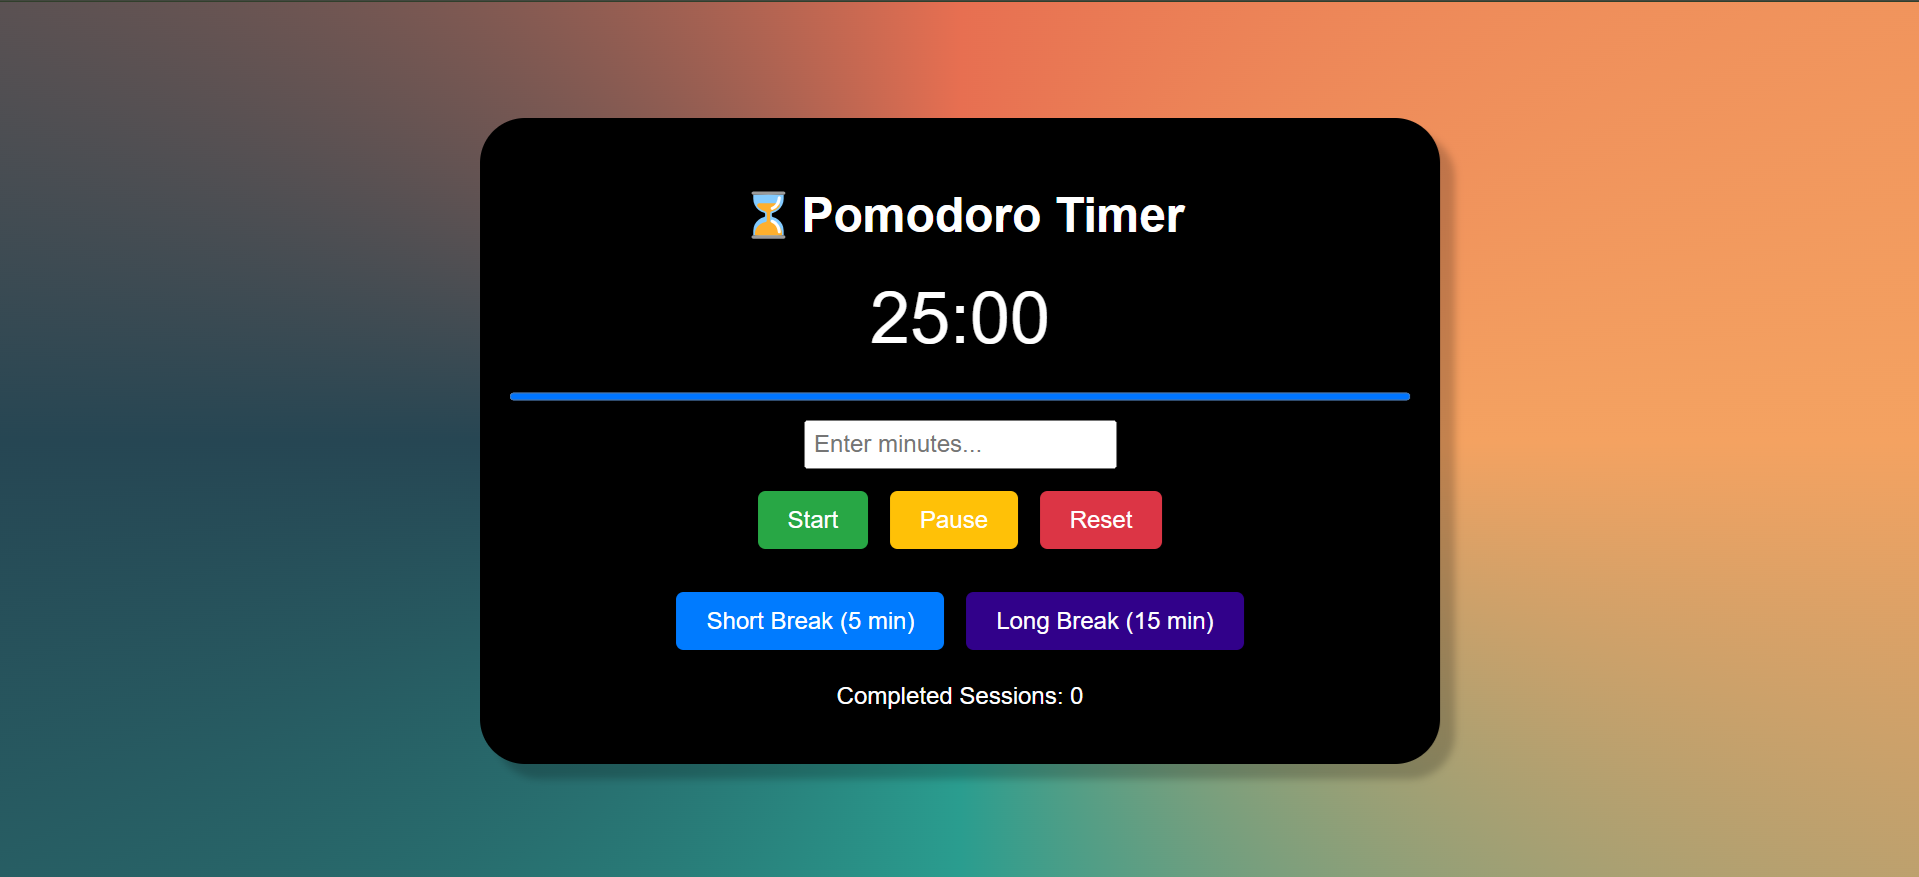 ⏳ Pomodoro Timer
25:00
Enter minutes...
Start Pause Reset
Short Break (5 min) Long Break (15 min)
Completed Sessions: 0